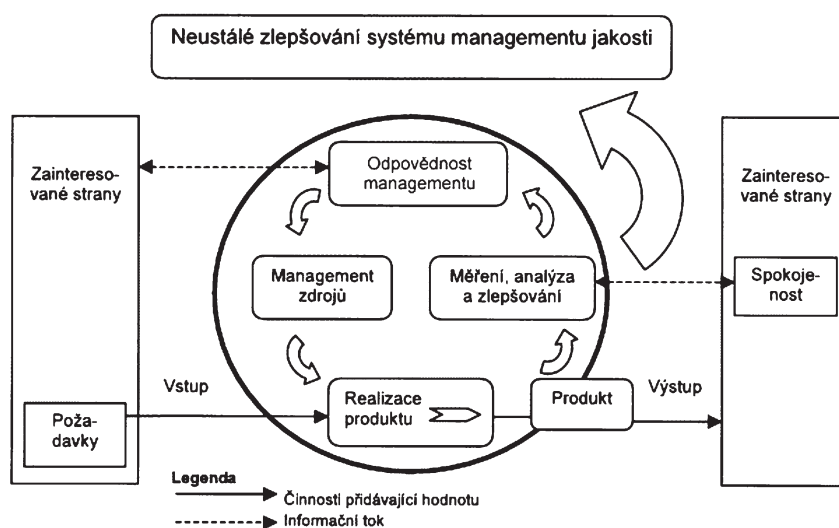 Neustálé zlepšování systému managementu jakosti
Zaintereso-
vané strany
Odpovědnost
managementu
Zaintereso-
vané strany
Management
zdrojů
Měření, analýza
a zlepšování
Spokoje-
nost
Vstup
Realizace
produktu
Produkt
Výstup
Poža-
davky
Legenda
Činnosti přidávající hodnotu
Informační tok